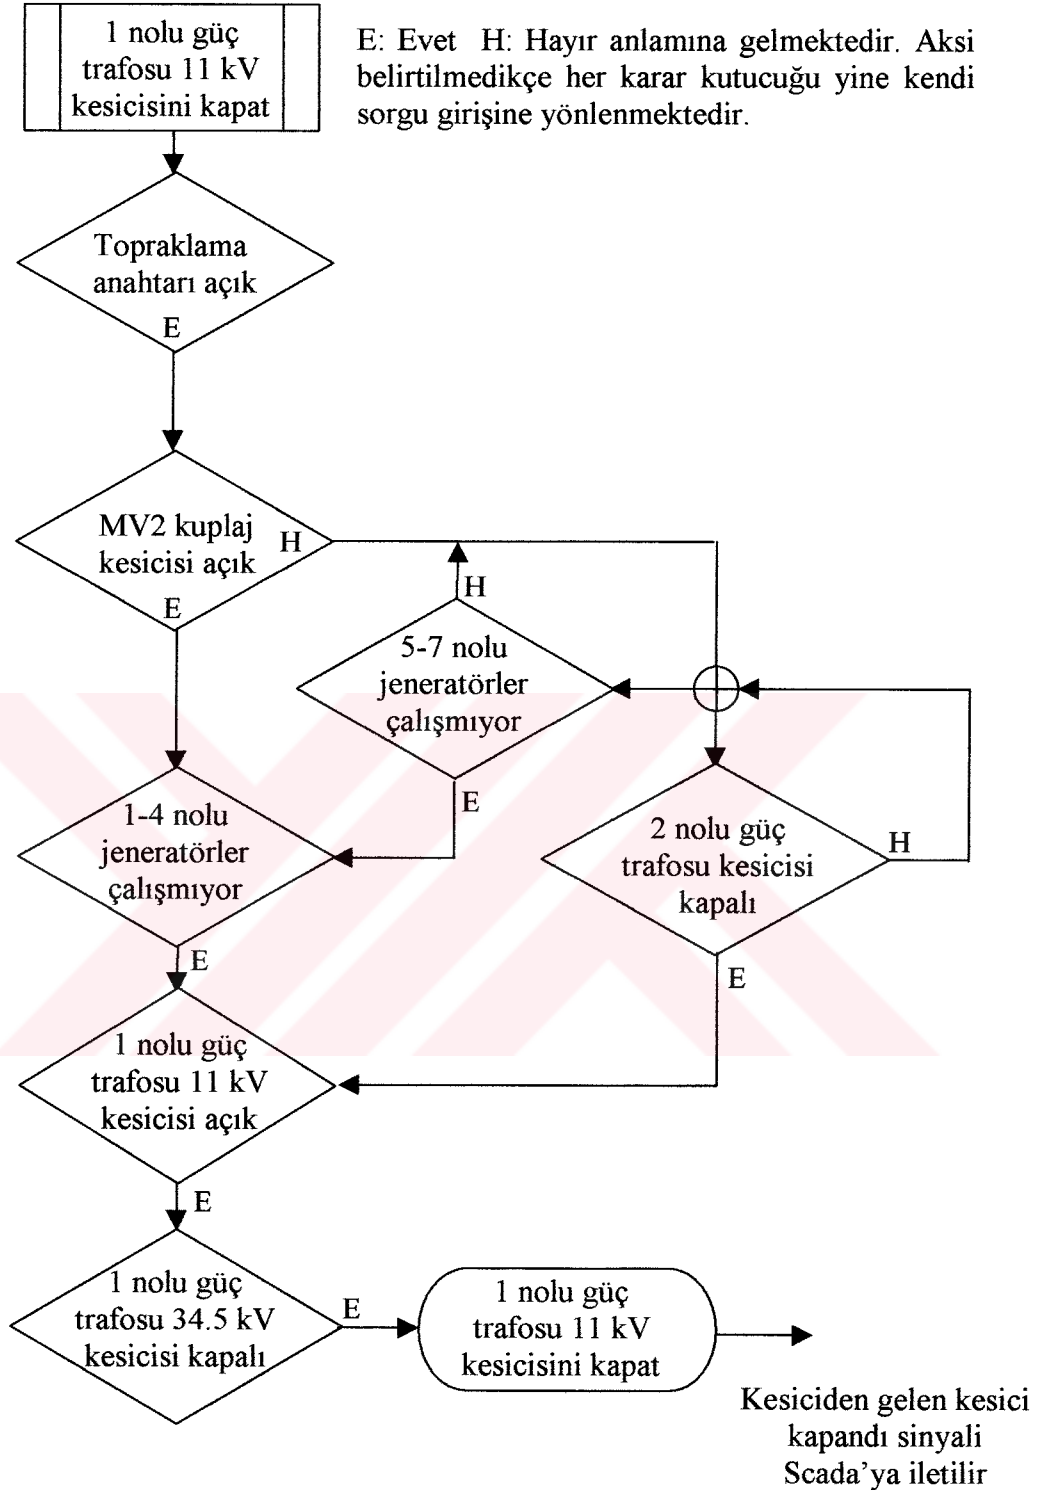 1 nolu güç
trafosu 11 kV
kesicisini kapat
E: Evet H: Hayır anlamına gelmektedir. Aksi
belirtilmedikçe her karar kutucuğu yine kendi
sorgu girişine yönlenmektedir.
Topraklama
anahtarı açık
E
MV2 kuplaj
kesicisi açık
H
E
H
5-7 nolu
jeneratörler
çalışmıyor
E
1-4 nolu
jeneratörler
çalışmıyor
E
2 nolu güç
trafosu kesicisi
kapalı
H
E
1 nolu güç
trafosu 11 kV
kesicisi açık
E
1 nolu güç
trafosu 34.5 kV
kesicisi kapalı
E
1 nolu güç
trafosu 11 kV
kesicisini kapat
Kesiciden gelen kesici
kapandı sinyali
Scada'ya iletilir